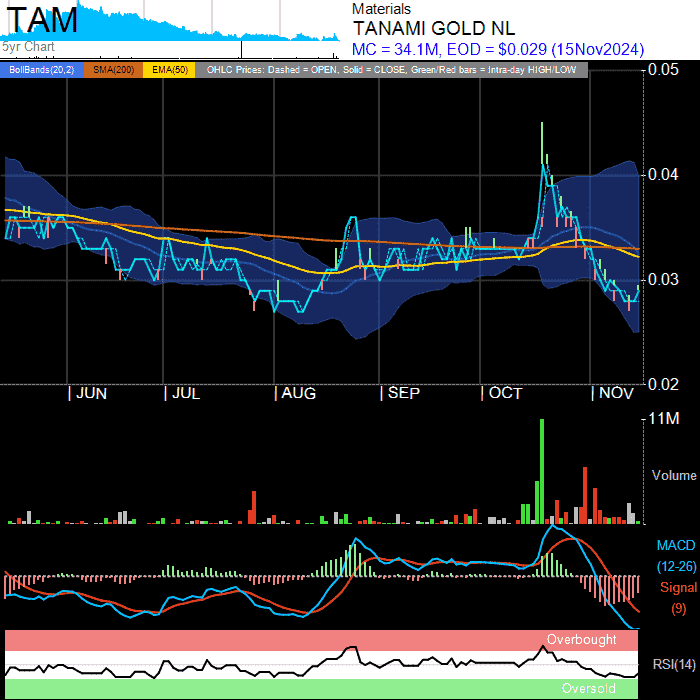 TAM
5yr Chart
Materials
TANAMI GOLD NL
MC = 34.1M, EOD = $0.029 (15Nov2024)
BollBands(20,2) SMA(200) EMA(50) OHLC Prices: Dashed = OPEN, Solid = CLOSE, Green/Red bars = Intra-day HIGH/LOW
0.05
0.04
0.03
0.02
JUN JUL AUG SEP OCT NOV
11M
Volume
MACD
(12-26)
Signal
(9)
Overbought
RSI(14)
Oversold